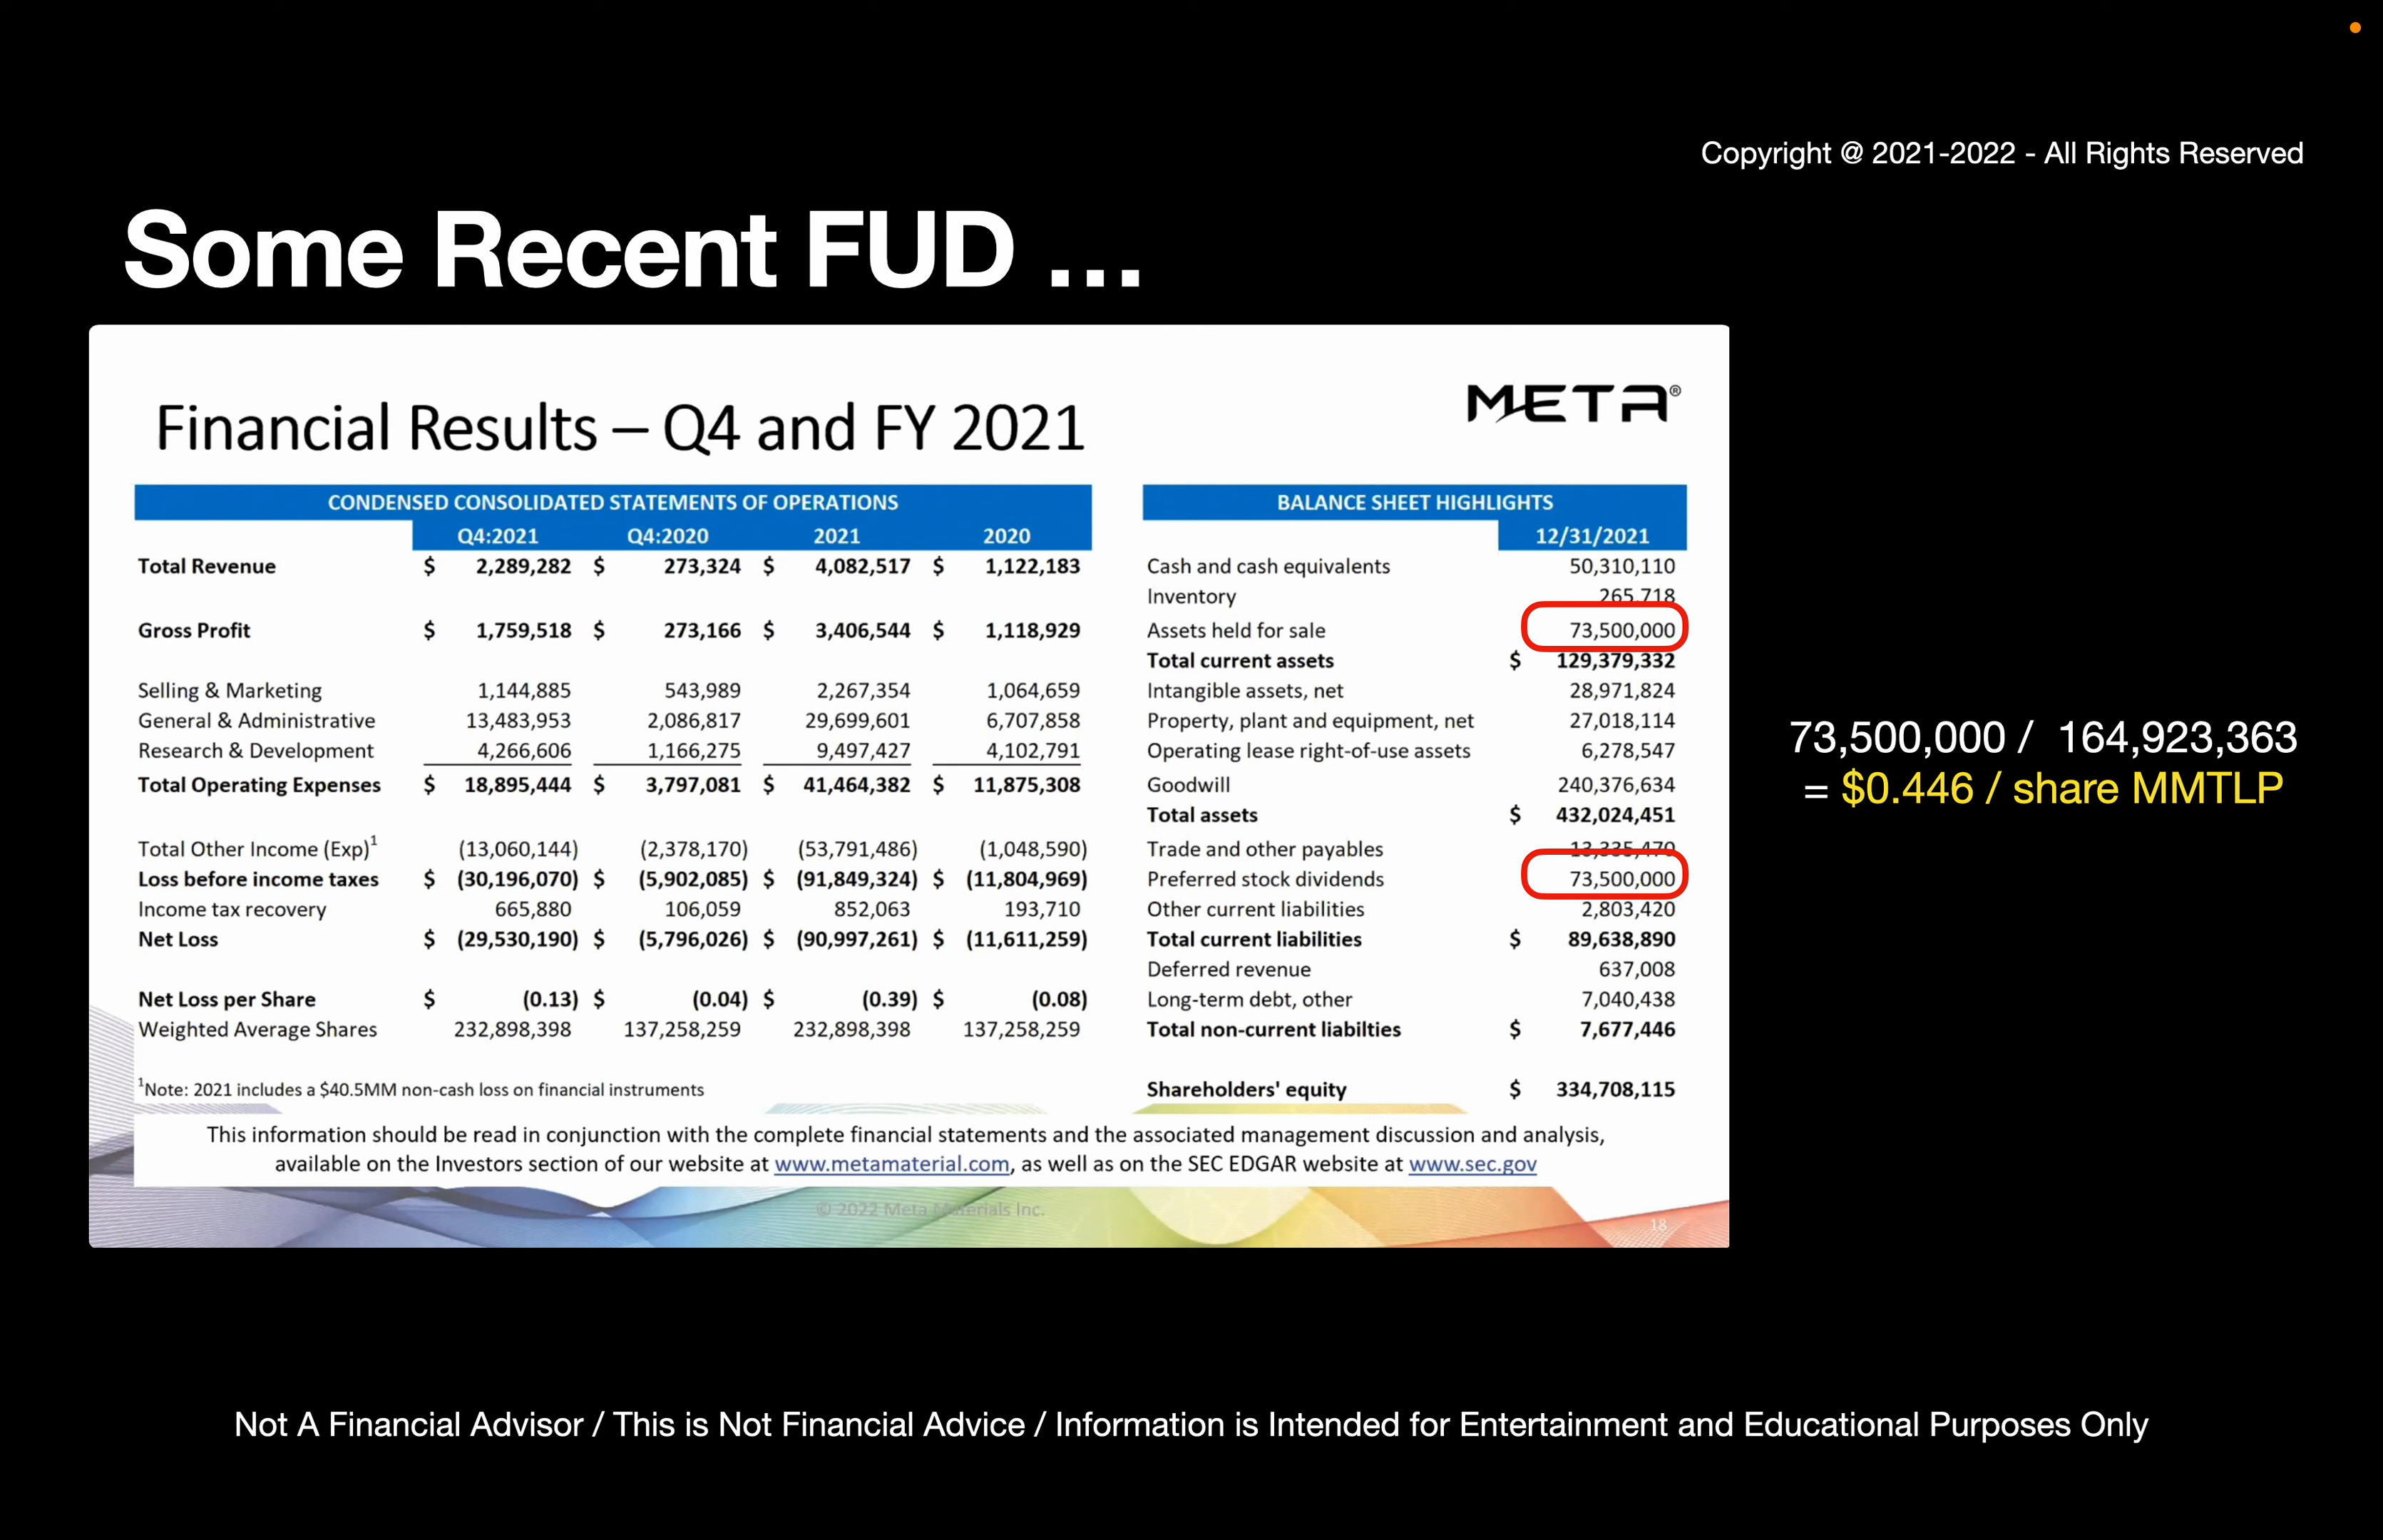 Copyright @ 2021-2022 - All Rights Reserved
Some Recent FUD ...
META®
Financial Results – Q4 and FY 2021
CONDENSED CONSOLIDATED STATEMENTS OF OPERATIONS
Q4:2021 Q4:2020 2021 2020
Total Revenue $ 2,289,282 $ 273,324 $ 4,082,517 $ 1,122,183
Gross Profit $ 1,759,518 $ 273,166 $ 3,406,544 $ 1,118,929
Selling & Marketing 1,144,885 543,989 2,267,354 1,064,659
General & Administrative 13,483,953 2,086,817 29,699,601 6,707,858
Research & Development 4,266,606 1,166,275 9,497,427 4,102,791
Total Operating Expenses $ 18,895,444 $ 3,797,081 $ 41,464,382 $ 11,875,308
Total Other Income (Exp)1 (13,060,144) (2,378,170) (53,791,486) (1,048,590)
Loss before income taxes $ (30,196,070) $ (5,902,085) $ (91,849,324) $ (11,804,969)
Income tax recovery 665,880 106,059 852,063 193,710
Net Loss $ (29,530,190) $ (5,796,026) $ (90,997,261) $ (11,611,259)
Net Loss per Share $ (0.13) $ (0.04) $ (0.39) $ (0.08)
Weighted Average Shares 232,898,398 137,258,259 232,898,398 137,258,259
1Note: 2021 includes a $40.5MM non-cash loss on financial instruments
BALANCE SHEET HIGHLIGHTS
12/31/2021
Cash and cash equivalents 50,310,110
Inventory 265,718
Assets held for sale 73,500,000
Total current assets $ 129,379,332
Intangible assets, net 28,971,824
Property, plant and equipment, net 27,018,114
Operating lease right-of-use assets 6,278,547
Goodwill 240,376,634
Total assets $ 432,024,451
Trade and other payables 13,335,470
Preferred stock dividends 73,500,000
Other current liabilities 2,803,420
Total current liabilities $ 89,638,890
Deferred revenue 637,008
Long-term debt, other 7,040,438
Total non-current liabilties $ 7,677,446
Shareholders' equity $ 334,708,115
This information should be read in conjunction with the complete financial statements and the associated management discussion and analysis,
available on the Investors section of our website at www.metamaterial.com, as well as on the SEC EDGAR website at www.sec.gov
© 2022 Meta Materials Inc.
18
73,500,000 / 164,923,363
= $0.446 / share MMTLP
Not A Financial Advisor / This is Not Financial Advice / Information is Intended for Entertainment and Educational Purposes Only